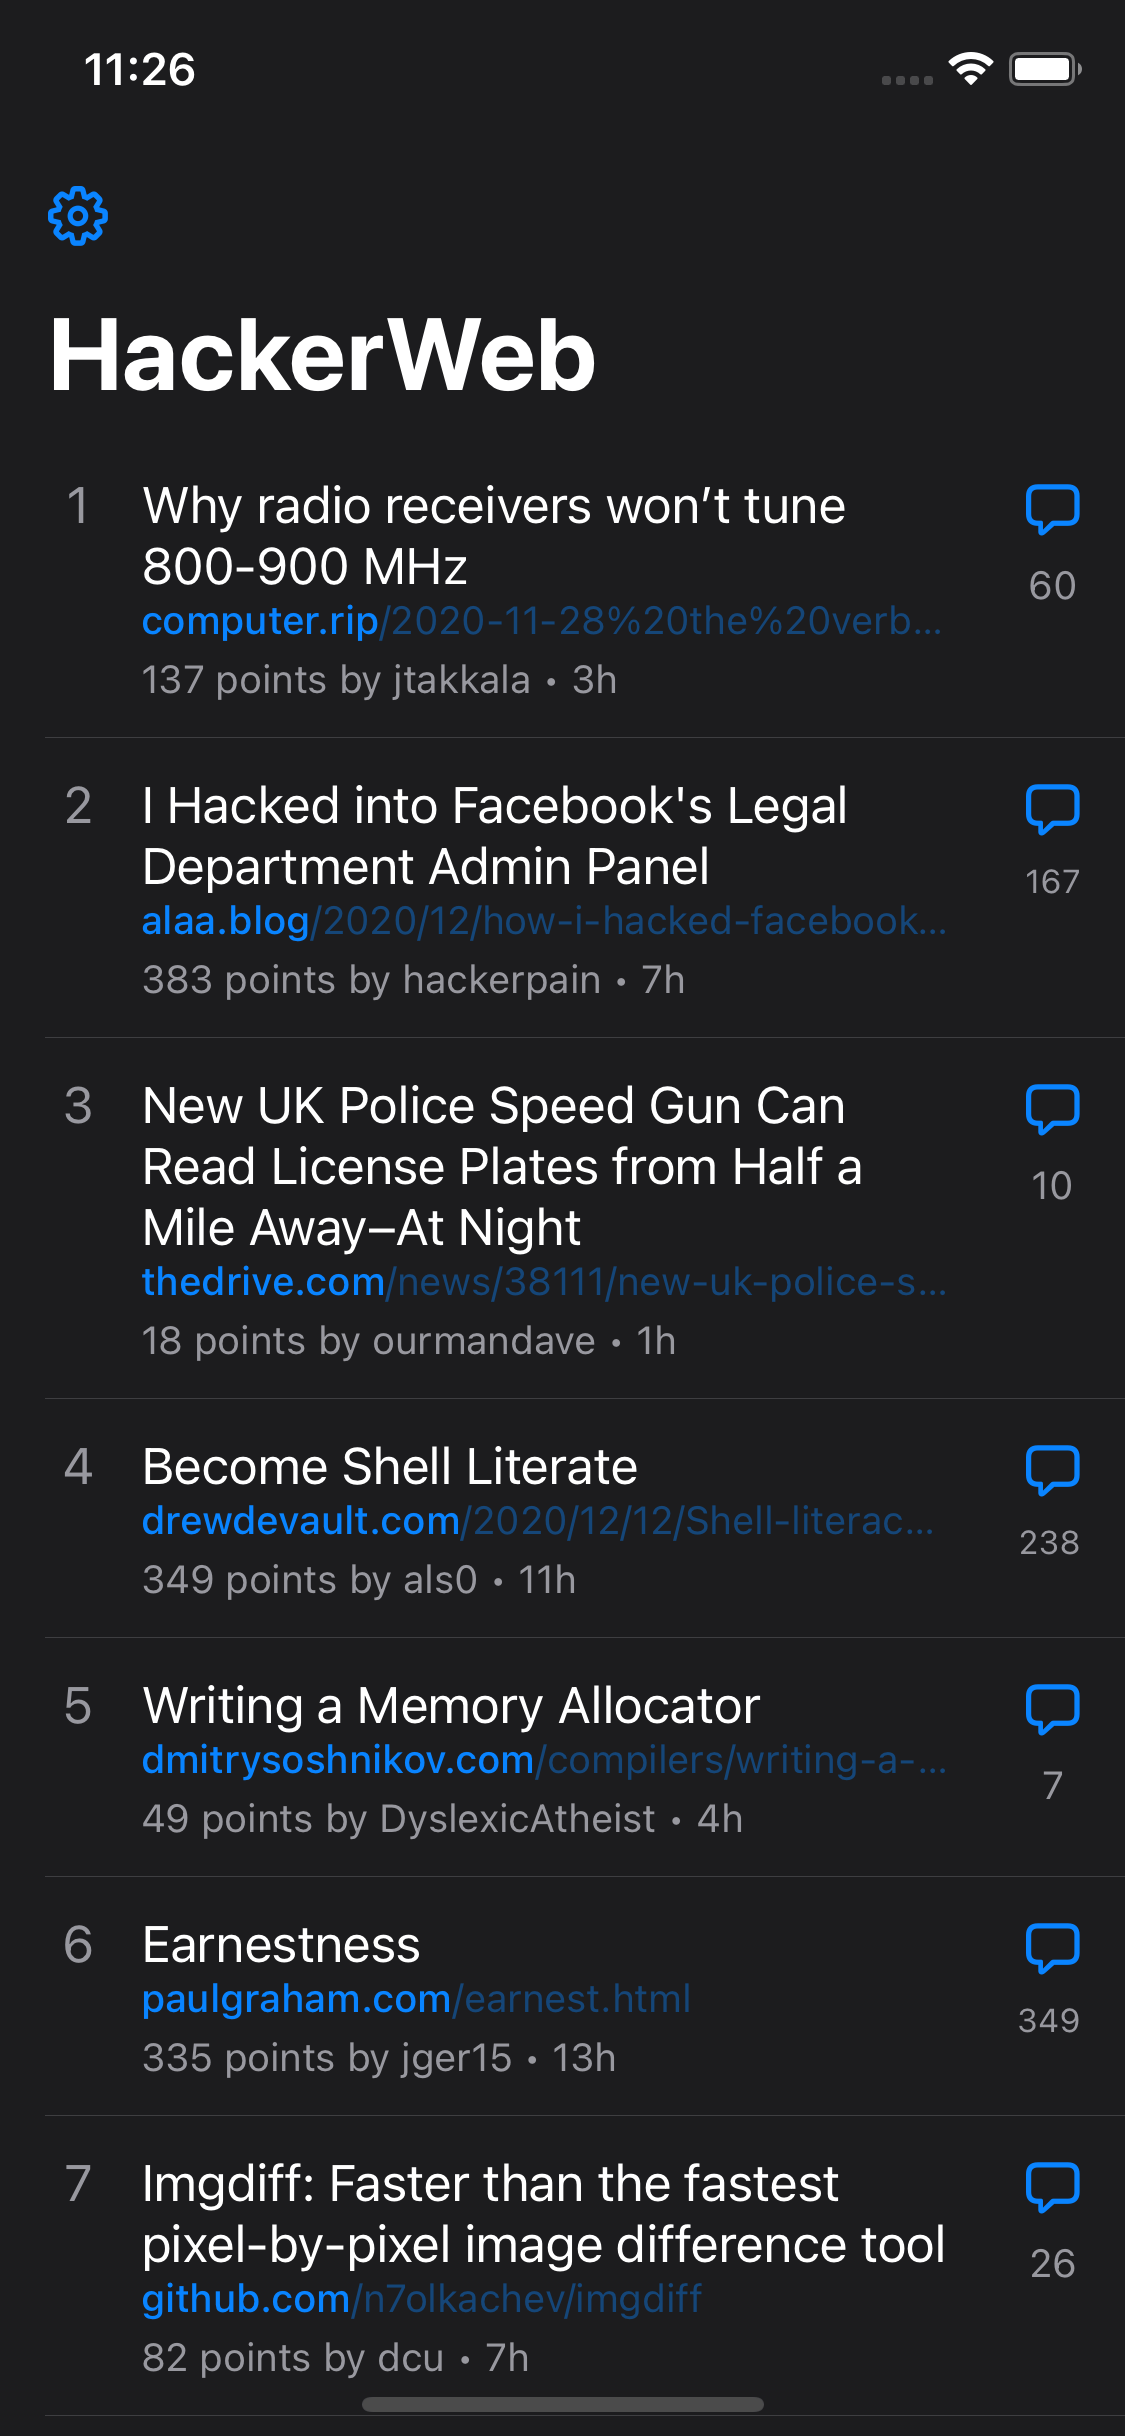 11:26
HackerWeb
1
Why radio receivers won’t tune
800-900 MHz
computer.rip/2020-11-28%20the%20verb...
137 points by jtakkala • 3h
60
2
I Hacked into Facebook's Legal
Department Admin Panel
alaa.blog/2020/12/how-i-hacked-facebook...
383 points by hackerpain • 7h
167
3
New UK Police Speed Gun Can
Read License Plates from Half a
Mile Away–At Night
thedrive.com/news/38111/new-uk-police-s...
18 points by ourmandave • 1h
10
4
Become Shell Literate
drewdevault.com/2020/12/12/Shell-literac...
349 points by als0 • 11h
238
5
Writing a Memory Allocator
dmitrysoshnikov.com/compilers/writing-a-...
49 points by DyslexicAtheist • 4h
7
6
Earnestness
paulgraham.com/earnest.html
335 points by jger15 • 13h
349
7
Imgdiff: Faster than the fastest
pixel-by-pixel image difference tool
github.com/n7olkachev/imgdiff
82 points by dcu • 7h
26